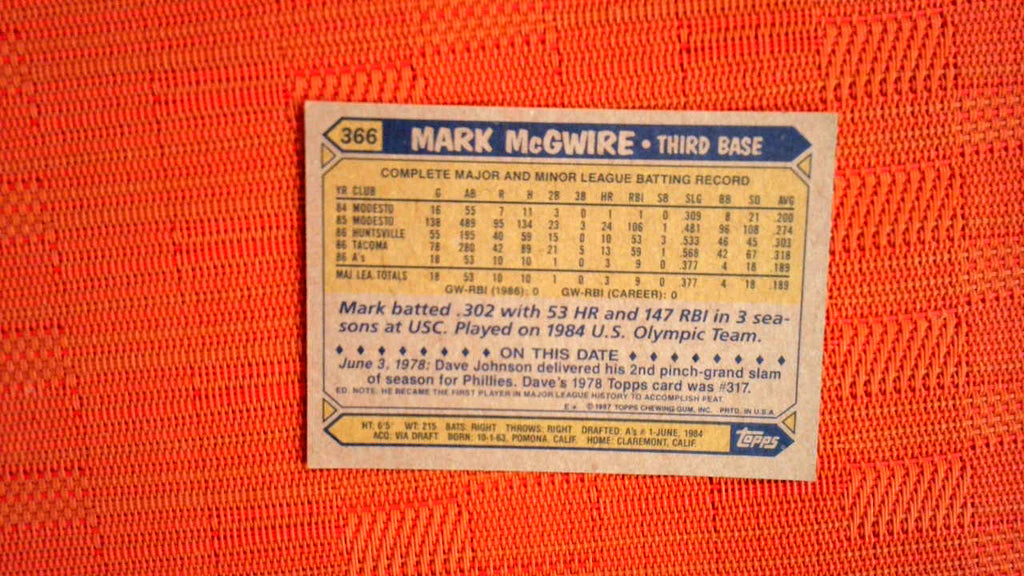 366 MARK McGWIRE • THIRD BASE
COMPLETE MAJOR AND MINOR LEAGUE BATTING RECORD
YR CLUB G AB R H 2B 3B HR RBI SB SLG BB SO AVG
84 MODESTO 16 55 7 11 3 0 1 1 0 .309 8 21 .200
85 MODESTO 138 489 95 134 23 3 24 106 1 .481 96 108 .274
86 HUNTSVILLE 55 195 40 59 15 0 10 53 3 .533 46 45 .303
86 TACOMA 78 280 42 89 21 5 13 59 1 .568 42 67 .318
86 A's 18 53 10 10 1 0 3 9 0 .377 4 18 .189
MAJ. LEA. TOTALS 18 53 10 10 1 0 3 9 0 .377 4 18 .189
GW-RBI (1986): 0 GW-RBI (CAREER): 0
Mark batted .302 with 53 HR and 147 RBI in 3 sea-
sons at USC. Played on 1984 U.S. Olympic Team.
♦ ♦ ♦ ♦ ♦ ♦ ♦ ON THIS DATE ♦ ♦ ♦ ♦ ♦ ♦ ♦ ♦
June 3, 1978: Dave Johnson delivered his 2nd pinch-grand slam
of season for Phillies. Dave's 1978 Topps card was #317.
ED. NOTE: HE BECAME THE FIRST PLAYER IN MAJOR LEAGUE HISTORY TO ACCOMPLISH FEAT.
E* © 1987 TOPPS CHEWING GUM, INC. PRTD. IN U.S.A.
HT: 6'5" WT: 215 BATS: RIGHT THROWS: RIGHT DRAFTED: A's # 1-JUNE, 1984
ACQ: VIA DRAFT BORN: 10-1-63, POMONA, CALIF. HOME: CLAREMONT, CALIF.
topps